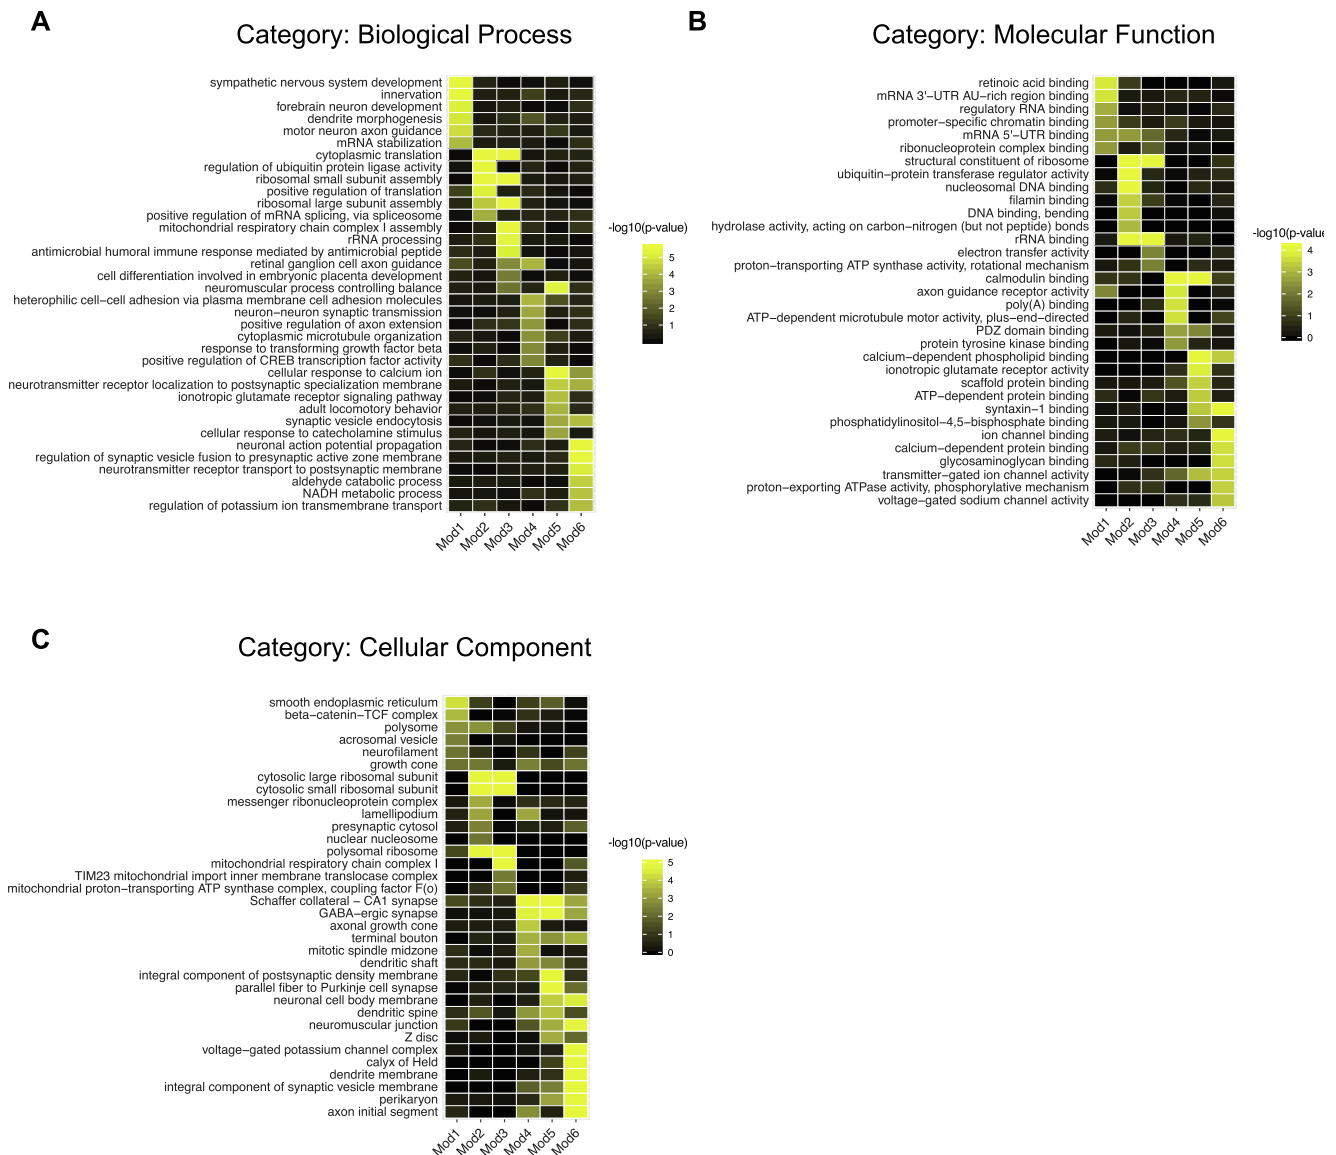 A
Category: Biological Process
sympathetic nervous system development
innervation
forebrain neuron development
dendrite morphogenesis
motor neuron axon guidance
mRNA stabilization
cytoplasmic translation
regulation of ubiquitin protein ligase activity
ribosomal small subunit assembly
positive regulation of translation
ribosomal large subunit assembly
positive regulation of mRNA splicing, via spliceosome
mitochondrial respiratory chain complex I assembly
rRNA processing
antimicrobial humoral immune response mediated by antimicrobial peptide
retinal ganglion cell axon guidance
cell differentiation involved in embryonic placenta development
neuromuscular process controlling balance
heterophilic cell−cell adhesion via plasma membrane cell adhesion molecules
neuron−neuron synaptic transmission
positive regulation of axon extension
cytoplasmic microtubule organization
response to transforming growth factor beta
positive regulation of CREB transcription factor activity
cellular response to calcium ion
neurotransmitter receptor localization to postsynaptic specialization membrane
ionotropic glutamate receptor signaling pathway
adult locomotory behavior
synaptic vesicle endocytosis
cellular response to catecholamine stimulus
neuronal action potential propagation
regulation of synaptic vesicle fusion to presynaptic active zone membrane
neurotransmitter receptor transport to postsynaptic membrane
aldehyde catabolic process
NADH metabolic process
regulation of potassium ion transmembrane transport
Mod1 Mod2 Mod3 Mod4 Mod5 Mod6
-log10(p-value)
5
4
3
2
1
B
Category: Molecular Function
retinoic acid binding
mRNA 3'−UTR AU−rich region binding
regulatory RNA binding
promoter−specific chromatin binding
mRNA 5'−UTR binding
ribonucleoprotein complex binding
structural constituent of ribosome
ubiquitin−protein transferase regulator activity
nucleosomal DNA binding
filamin binding
DNA binding, bending
hydrolase activity, acting on carbon−nitrogen (but not peptide) bonds
rRNA binding
electron transfer activity
proton−transporting ATP synthase activity, rotational mechanism
calmodulin binding
axon guidance receptor activity
poly(A) binding
ATP−dependent microtubule motor activity, plus−end−directed
PDZ domain binding
protein tyrosine kinase binding
calcium−dependent phospholipid binding
ionotropic glutamate receptor activity
scaffold protein binding
ATP−dependent protein binding
syntaxin−1 binding
phosphatidylinositol−4,5−bisphosphate binding
ion channel binding
calcium−dependent protein binding
glycosaminoglycan binding
transmitter−gated ion channel activity
proton−exporting ATPase activity, phosphorylative mechanism
voltage−gated sodium channel activity
Mod1 Mod2 Mod3 Mod4 Mod5 Mod6
-log10(p-value)
4
3
2
1
0
C
Category: Cellular Component
smooth endoplasmic reticulum
beta−catenin−TCF complex
polysome
acrosomal vesicle
neurofilament
growth cone
cytosolic large ribosomal subunit
cytosolic small ribosomal subunit
messenger ribonucleoprotein complex
lamellipodium
presynaptic cytosol
nuclear nucleosome
polysomal ribosome
mitochondrial respiratory chain complex I
TIM23 mitochondrial import inner membrane translocase complex
mitochondrial proton−transporting ATP synthase complex, coupling factor F(o)
Schaffer collateral − CA1 synapse
GABA−ergic synapse
axonal growth cone
terminal bouton
mitotic spindle midzone
dendritic shaft
integral component of postsynaptic density membrane
parallel fiber to Purkinje cell synapse
neuronal cell body membrane
dendritic spine
neuromuscular junction
Z disc
voltage−gated potassium channel complex
calyx of Held
dendrite membrane
integral component of synaptic vesicle membrane
perikaryon
axon initial segment
Mod1 Mod2 Mod3 Mod4 Mod5 Mod6
-log10(p-value)
5
4
3
2
1
0